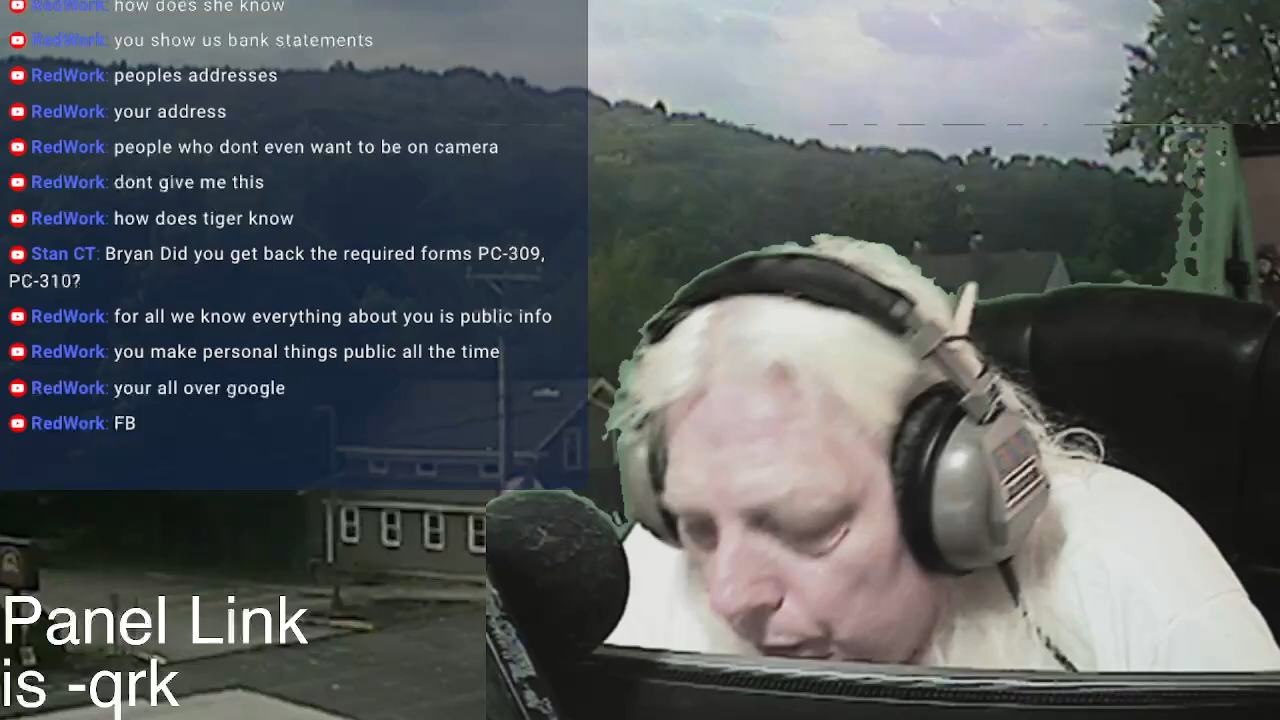 RedWork: how does she know
RedWork: you show us bank statements
RedWork: peoples addresses
RedWork: your address
RedWork: people who dont even want to be on camera
RedWork: dont give me this
RedWork: how does tiger know
Stan CT: Bryan Did you get back the required forms PC-309,
PC-310?
RedWork: for all we know everything about you is public info
RedWork: you make personal things public all the time
RedWork: your all over google
RedWork: FB
Panel Link
is -qrk